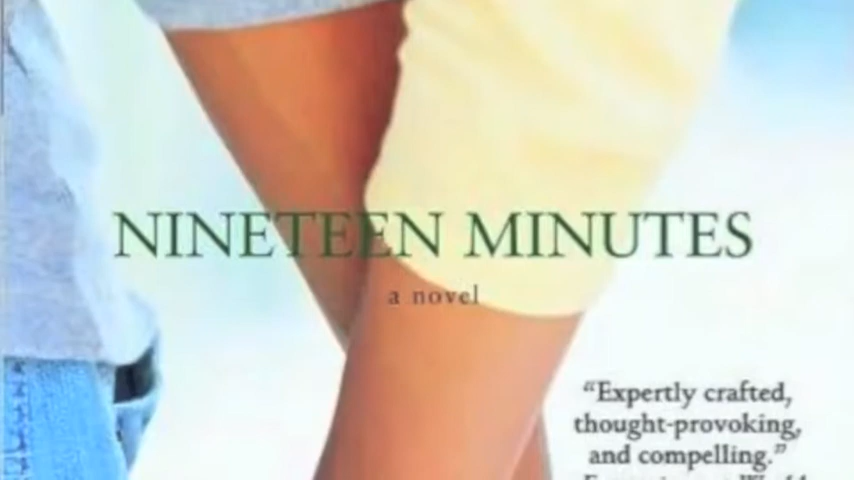 NINETEEN MINUTES
a novel
“Expertly crafted,
thought-provoking,
and compelling.”